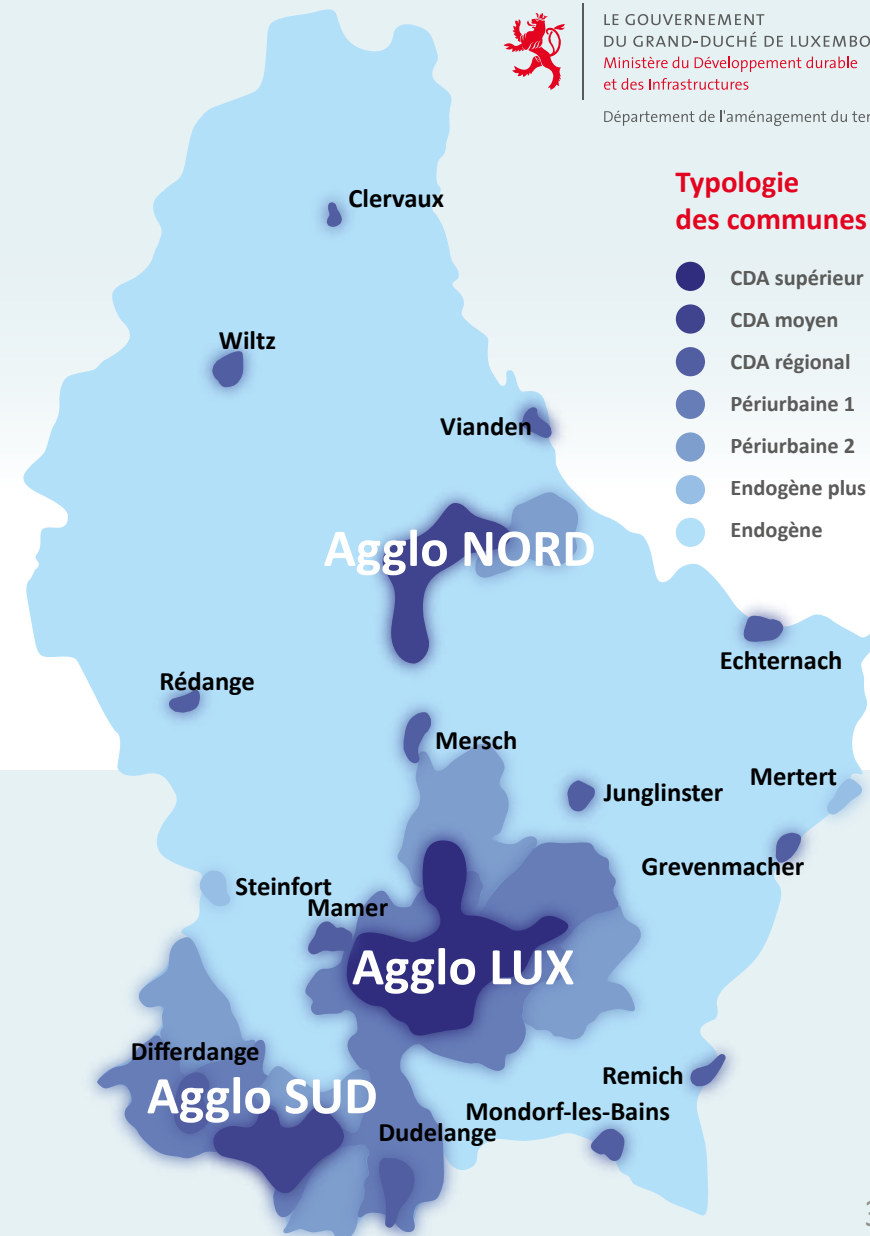 LE GOUVERNEMENT
DU GRAND-DUCHÉ DE LUXEMBO
Ministère du Développement durable
et des Infrastructures
Département de l'aménagement du ter
Typologie
des communes
CDA supérieur
CDA moyen
CDA régional
Périurbaine 1
Périurbaine 2
Endogène plus
Endogène
Clervaux
Wiltz
Vianden
Agglo NORD
Echternach
Rédange
Mersch
Mertert
Junglinster
Grevenmacher
Steinfort
Mamer
Agglo LUX
Differdange
Remich
Agglo SUD
Mondorf-les-Bains
Dudelange